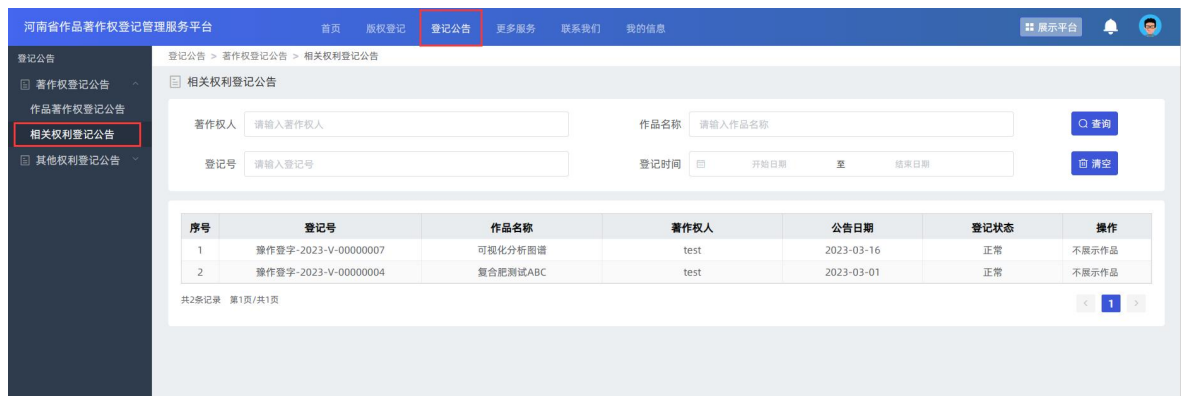 河南省作品著作权登记管理服务平台 首页 版权登记 登记公告 更多服务 联系我们 我的信息 展示平台
登记公告
著作权登记公告
作品著作权登记公告
相关权利登记公告
其他权利登记公告
登记公告 > 著作权登记公告 > 相关权利登记公告
相关权利登记公告
著作权人 请输入著作权人 作品名称 请输入作品名称 查询
登记号 请输入登记号 登记时间 开始日期 至 结束日期 清空
序号 登记号 作品名称 著作权人 公告日期 登记状态 操作
1 豫作登字-2023-V-00000007 可视化分析图谱 test 2023-03-16 正常 不展示作品
2 豫作登字-2023-V-00000004 复合肥测试ABC test 2023-03-01 正常 不展示作品
共2条记录 第1页/共1页 < 1 >